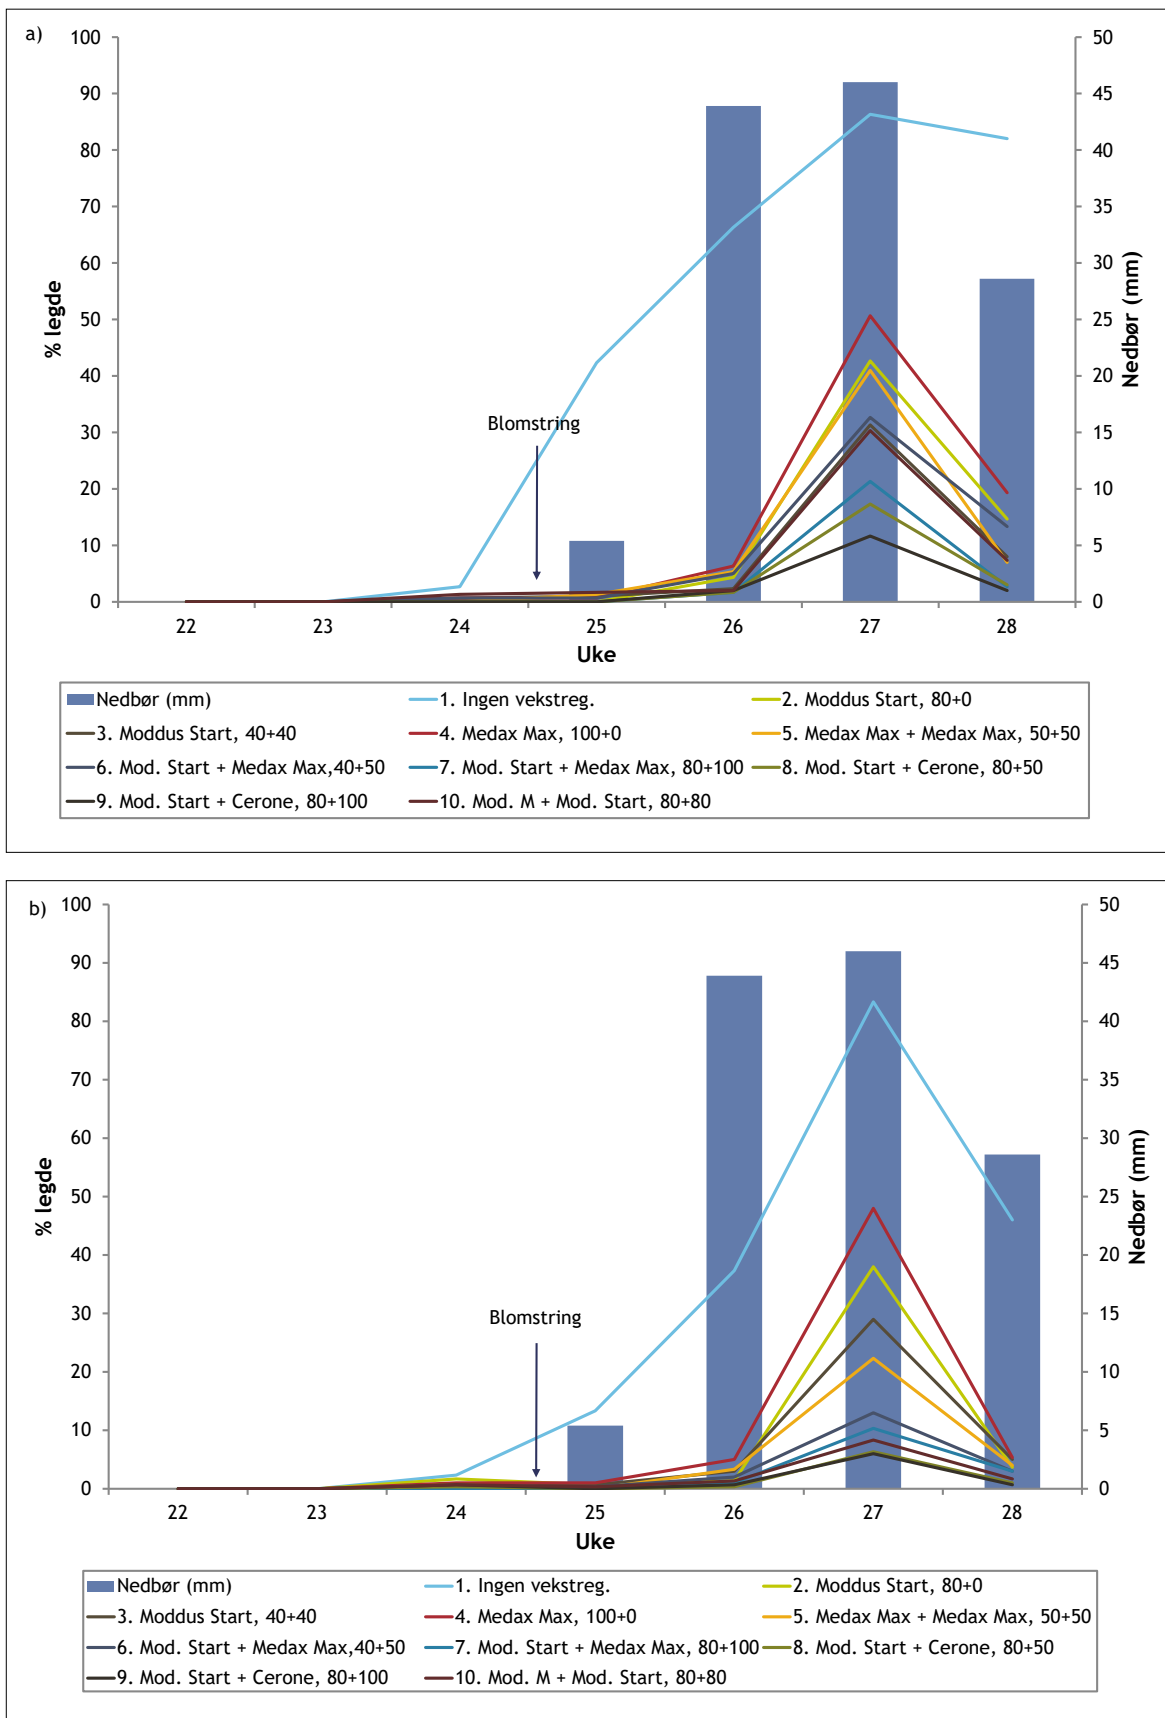 a)
100
90
80
70
60
50
40
30
20
10
0
% legde
50
45
40
35
30
25
20
15
10
5
0
Nedbør (mm)
Blomstring
22 23 24 25 26 27 28
Uke
Nedbør (mm) 1. Ingen vekstreg. 2. Moddus Start, 80+0
3. Moddus Start, 40+40 4. Medax Max, 100+0 5. Medax Max + Medax Max, 50+50
6. Mod. Start + Medax Max,40+50 7. Mod. Start + Medax Max, 80+100 8. Mod. Start + Cerone, 80+50
9. Mod. Start + Cerone, 80+100 10. Mod. M + Mod. Start, 80+80
b)
100
90
80
70
60
50
40
30
20
10
0
% legde
50
45
40
35
30
25
20
15
10
5
0
Nedbør (mm)
Blomstring
22 23 24 25 26 27 28
Uke
Nedbør (mm) 1. Ingen vekstreg. 2. Moddus Start, 80+0
3. Moddus Start, 40+40 4. Medax Max, 100+0 5. Medax Max + Medax Max, 50+50
6. Mod. Start + Medax Max,40+50 7. Mod. Start + Medax Max, 80+100 8. Mod. Start + Cerone, 80+50
9. Mod. Start + Cerone, 80+100 10. Mod. M + Mod. Start, 80+80